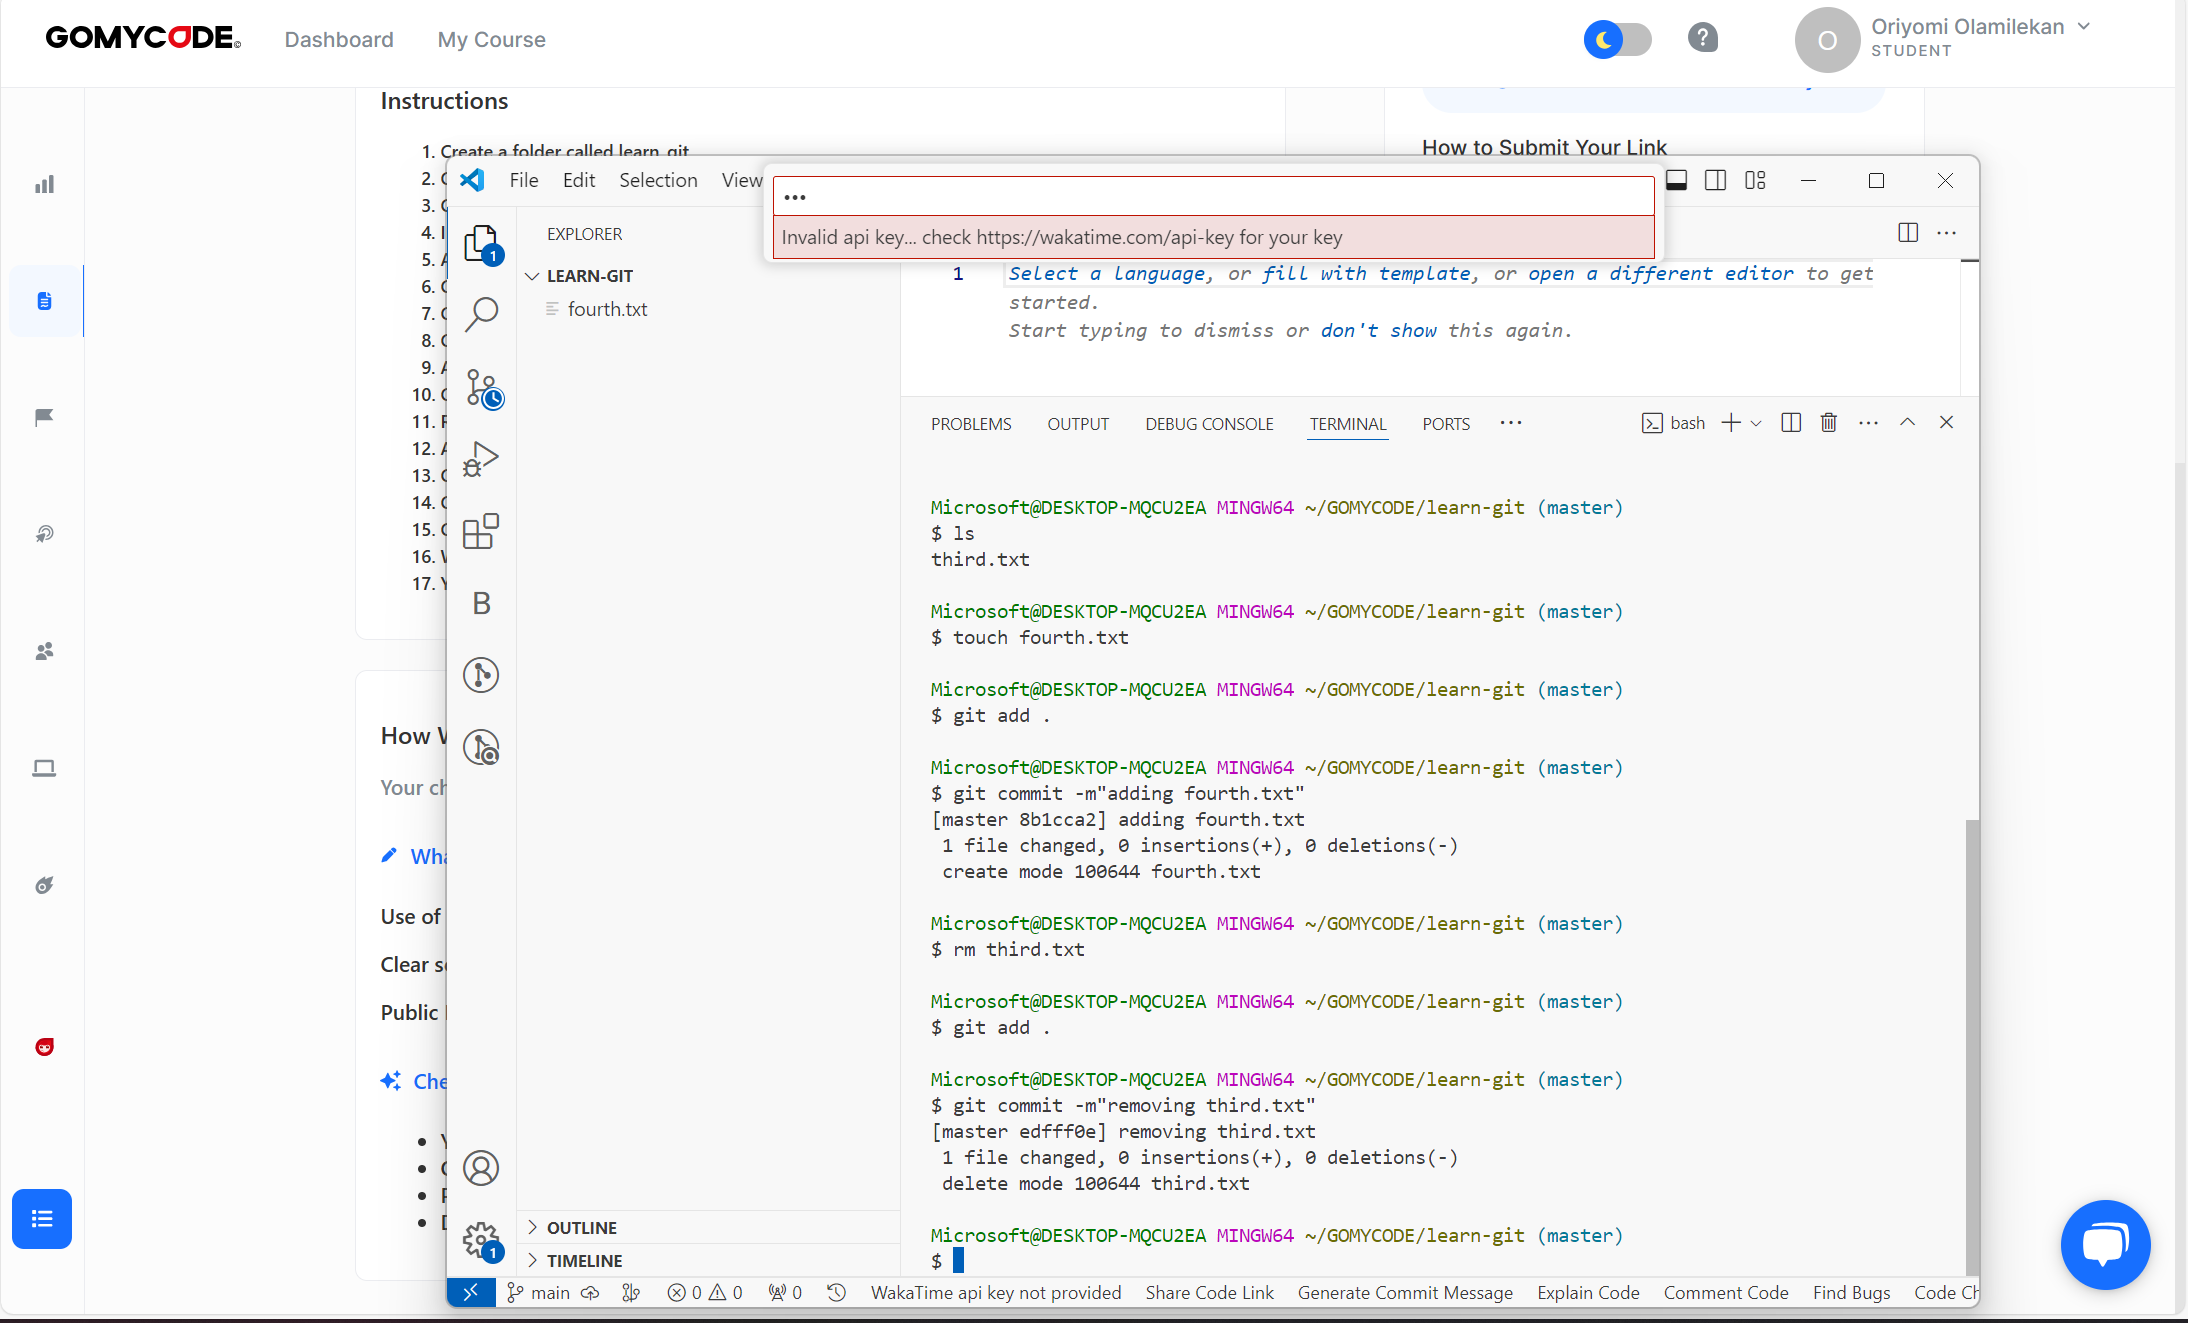 GOMYCODE
Dashboard
My Course
Oriyomi Olamilekan
STUDENT
O
Instructions
1. Create a folder called learn_git
2.
3.
4.
5.
6.
7.
8.
9.
10.
11.
12.
13.
14.
15.
16.
17.
How
Your
Use of
Clear
Public
How to Submit Your Link
File
Edit
Selection
View
Invalid api key... check https://wakatime.com/api-key for your key
EXPLORER
LEARN-GIT
fourth.txt
1
1
Select a language, or fill with template, or open a different editor to get
started.
Start typing to dismiss or don't show this again.
PROBLEMS
OUTPUT
DEBUG CONSOLE
TERMINAL
PORTS
bash
B
Microsoft@DESKTOP-MQCU2EA MINGW64 ~/GOMYCODE/learn-git (master)
$ ls
third.txt
Microsoft@DESKTOP-MQCU2EA MINGW64 ~/GOMYCODE/learn-git (master)
$ touch fourth.txt
Microsoft@DESKTOP-MQCU2EA MINGW64 ~/GOMYCODE/learn-git (master)
$ git add .
Microsoft@DESKTOP-MQCU2EA MINGW64 ~/GOMYCODE/learn-git (master)
$ git commit -m"adding fourth.txt"
[master 8b1cca2] adding fourth.txt
1 file changed, 0 insertions(+), 0 deletions(-)
create mode 100644 fourth.txt
Microsoft@DESKTOP-MQCU2EA MINGW64 ~/GOMYCODE/learn-git (master)
$ rm third.txt
Microsoft@DESKTOP-MQCU2EA MINGW64 ~/GOMYCODE/learn-git (master)
$ git add .
Microsoft@DESKTOP-MQCU2EA MINGW64 ~/GOMYCODE/learn-git (master)
$ git commit -m"removing third.txt"
[master edfff0e] removing third.txt
1 file changed, 0 insertions(+), 0 deletions(-)
delete mode 100644 third.txt
Microsoft@DESKTOP-MQCU2EA MINGW64 ~/GOMYCODE/learn-git (master)
$
OUTLINE
TIMELINE
1
main
0
0
0
WakaTime api key not provided
Share Code Link
Generate Commit Message
Explain Code
Comment Code
Find Bugs
Code